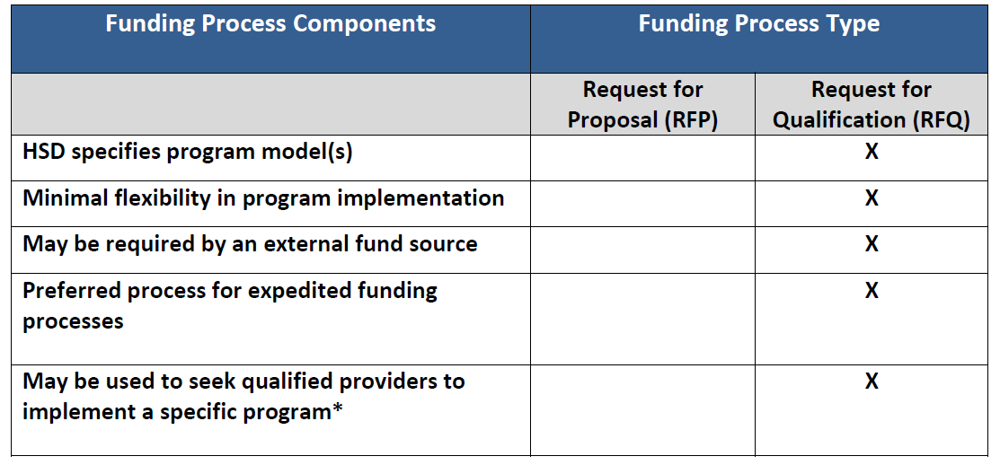 Funding Process Components
Funding Process Type
Request for
Proposal (RFP)
Request for
Qualification (RFQ)
HSD specifies program model(s)
X
Minimal flexibility in program implementation
X
May be required by an external fund source
X
Preferred process for expedited funding
processes
X
May be used to seek qualified providers to
implement a specific program*
X